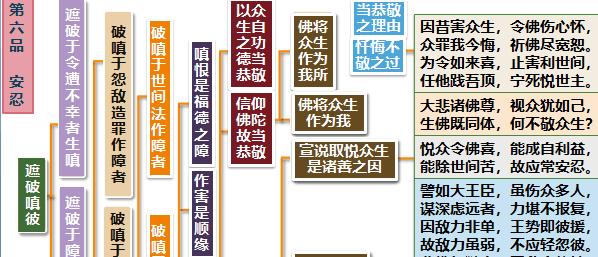 第六品 安忍
遮破嗔彼
遮破于令遭不幸者生嗔
遮破于障
破嗔于怨敌造罪作障者
破嗔于
破嗔于世间法作障者
破嗔
嗔恨是福德之障
作害是顺缘
以众生之功德当恭敬
信仰佛陀故当恭敬
佛将众生作为我所
佛将众生作为我
宣说取悦众生是诸善之因
当恭敬之理由
忏悔不敬之过
因昔害众生，令佛伤心怀，
众罪我今悔，祈佛尽宽恕。
为令如来喜，止害利世间，
任他践吾顶，宁死悦世主。
大悲诸佛尊，视众犹如己，
生佛既同体，何不敬众生？
悦众令佛喜，能成自利益，
能除世间苦，故应常安忍。
譬如大王臣，虽伤众多人，
谋深虑远者，力堪不报复，
因敌力非单，王势即彼援，
故敌力虽弱，不应轻忽彼。